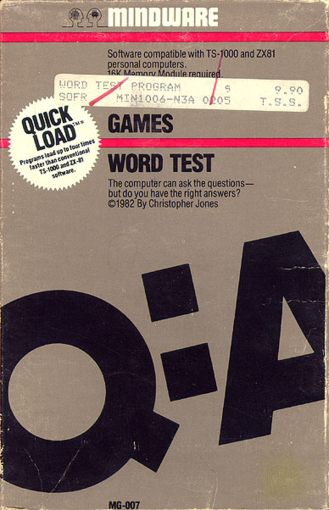 MINDWARE
Software compatible with TS-1000 and ZX81
personal computers.
16K Memory Module required.
WORD TEST PROGRAM $ 9.90
SOFR MIN1006-N3A 0205 T.S.S.
QUICK
LOAD™
Programs load up to four times
faster than conventional
TS-1000 and ZX-81
software.
GAMES
WORD TEST
The computer can ask the questions—
but do you have the right answers?
©1982 By Christopher Jones
Q:A
MG-007